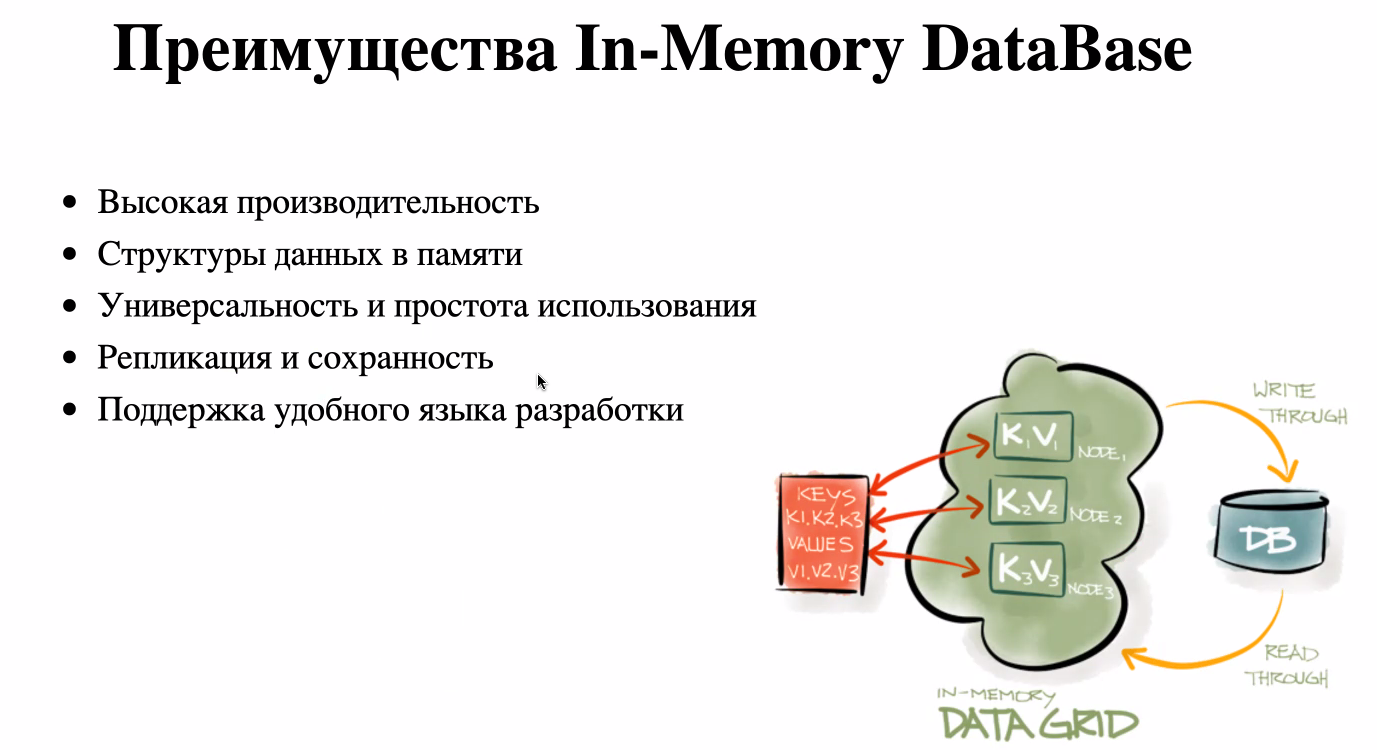 Преимущества In-Memory DataBase
Высокая производительность
Структуры данных в памяти
Универсальность и простота использования
Репликация и сохранность
Поддержка удобного языка разработки
WRITE
THROUGH
K1V1
NODE1
KEYS
K1.K2.K3
VALUES
V1.V2.V3
K2V2
NODE2
K3V3
NODE3
DB
READ
THROUGH
IN-MEMORY
DATA GRID